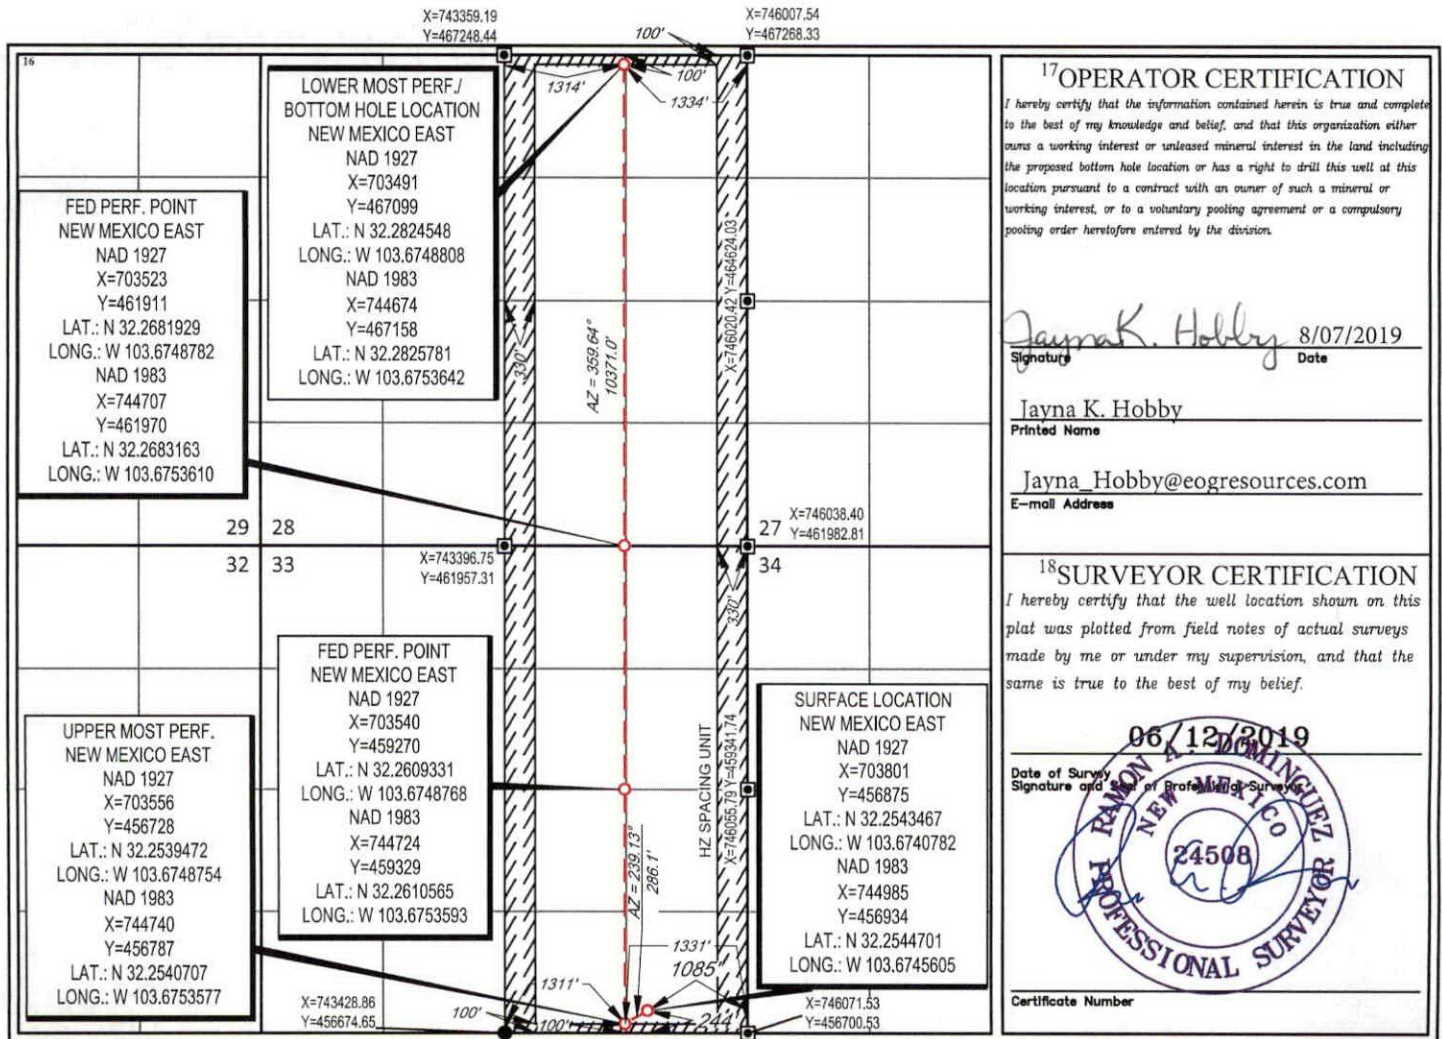 X=743359.19
Y=467248.44
X=746007.54
Y=467268.33
100'
16
100'
1314'
1334'
LOWER MOST PERF./
BOTTOM HOLE LOCATION
NEW MEXICO EAST
NAD 1927
X=703491
Y=467099
LAT.: N 32.2824548
LONG.: W 103.6748808
NAD 1983
X=744674
Y=467158
LAT.: N 32.2825781
LONG.: W 103.6753642
FED PERF. POINT
NEW MEXICO EAST
NAD 1927
X=703523
Y=461911
LAT.: N 32.2681929
LONG.: W 103.6748782
NAD 1983
X=744707
Y=461970
LAT.: N 32.2683163
LONG.: W 103.6753610
330'
AZ = 359.64°
10371.0'
X=746020.42 Y=464624.03
29 28
27
X=746038.40
Y=461982.81
32 33
X=743396.75
Y=461957.31
34
330'
FED PERF. POINT
NEW MEXICO EAST
NAD 1927
X=703540
Y=459270
LAT.: N 32.2609331
LONG.: W 103.6748768
NAD 1983
X=744724
Y=459329
LAT.: N 32.2610565
LONG.: W 103.6753593
UPPER MOST PERF.
NEW MEXICO EAST
NAD 1927
X=703556
Y=456728
LAT.: N 32.2539472
LONG.: W 103.6748754
NAD 1983
X=744740
Y=456787
LAT.: N 32.2540707
LONG.: W 103.6753577
HZ SPACING UNIT
X=746055.79 Y=459341.74
AZ = 239.13°
286.1'
SURFACE LOCATION
NEW MEXICO EAST
NAD 1927
X=703801
Y=456875
LAT.: N 32.2543467
LONG.: W 103.6740782
NAD 1983
X=744985
Y=456934
LAT.: N 32.2544701
LONG.: W 103.6745605
1331'
1085'
1311'
X=743428.86
Y=456674.65
100'
100'
244'
X=746071.53
Y=456700.53
17 OPERATOR CERTIFICATION
I hereby certify that the information contained herein is true and complete
to the best of my knowledge and belief, and that this organization either
owns a working interest or unleased mineral interest in the land including
the proposed bottom hole location or has a right to drill this well at this
location pursuant to a contract with an owner of such a mineral or
working interest, or to a voluntary pooling agreement or a compulsory
pooling order heretofore entered by the division.
Jayna K. Hobby 8/07/2019
Signature Date
Jayna K. Hobby
Printed Name
Jayna_Hobby@eogresources.com
E-mail Address
18 SURVEYOR CERTIFICATION
I hereby certify that the well location shown on this
plat was plotted from field notes of actual surveys
made by me or under my supervision, and that the
same is true to the best of my belief.
06/12/2019
Date of Survey
Signature and Seal of Professional Surveyor
RAMON A. DOMINGUEZ
NEW MEXICO
24508
PROFESSIONAL SURVEYOR
Certificate Number